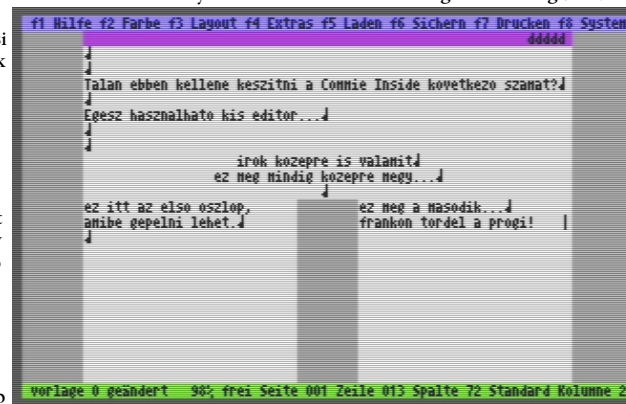 f1 Hilfe f2 Farbe f3 Layout f4 Extras f5 Laden f6 Sichern f7 Drucken f8 System
ddddd
Talan ebben kellene keszitni a Commie Inside kovetkezo szamat?
Egesz hasznalhato kis editor...
irok kozepre is valamit
ez meg mindig kozepre megy...
ez itt az elso oszlop,
amibe gepelni lehet.
ez meg a masodik...
frankon tordel a progi!
vorlage 0 geändert 98% frei Seite 001 Zeile 013 Spalte 72 Standard Kolumne 2